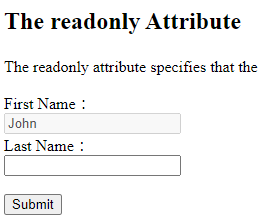 The readonly Attribute
The readonly attribute specifies that the
First Name：
John
Last Name：
Submit